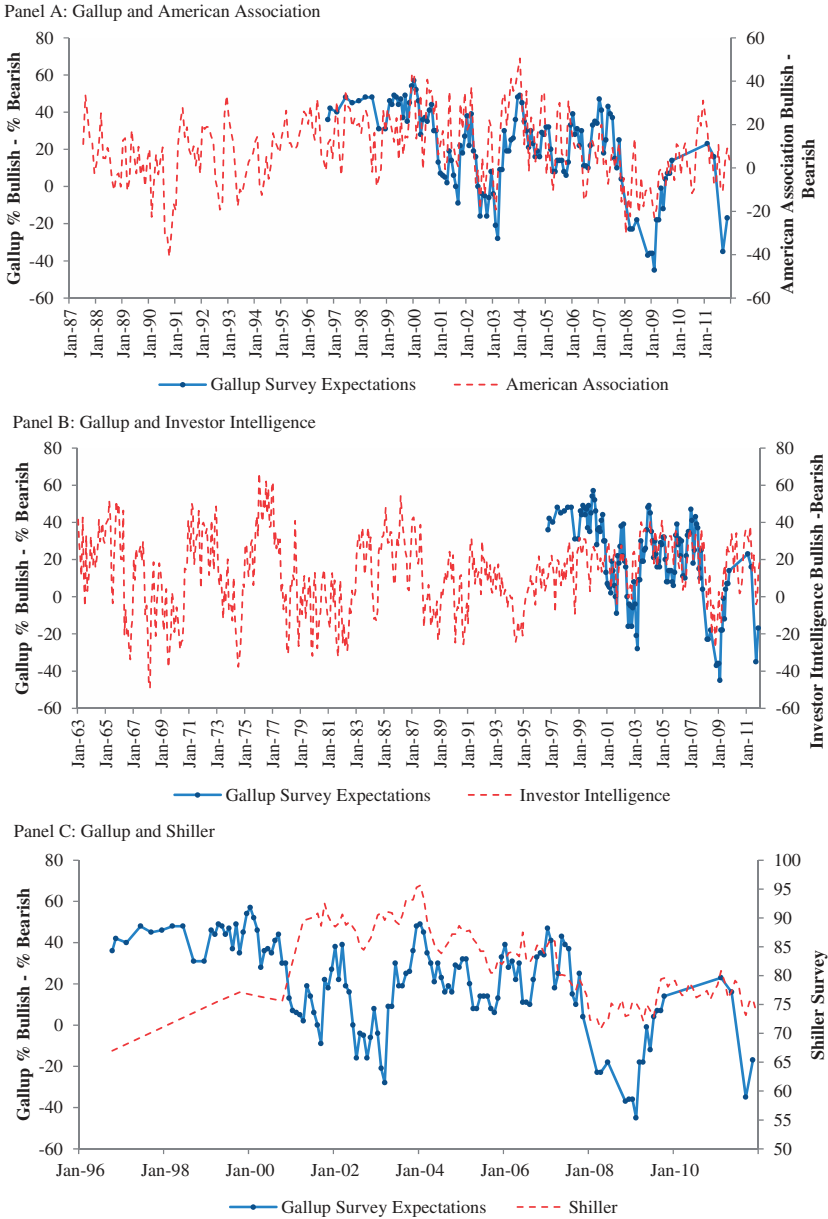 Panel A: Gallup and American Association
Gallup % Bullish - % Bearish
80
60
40
20
0
-20
-40
-60
60
40
20
0
-20
-40
-60
American Association Bullish -
Bearish
Jan-87
Jan-88
Jan-89
Jan-90
Jan-91
Jan-92
Jan-93
Jan-94
Jan-95
Jan-96
Jan-97
Jan-98
Jan-99
Jan-00
Jan-01
Jan-02
Jan-03
Jan-04
Jan-05
Jan-06
Jan-07
Jan-08
Jan-09
Jan-10
Jan-11
Gallup Survey Expectations
American Association
Panel B: Gallup and Investor Intelligence
Gallup % Bullish - % Bearish
80
60
40
20
0
-20
-40
-60
80
60
40
20
0
-20
-40
-60
Investor Itntelligence Bullish -Bearish
Jan-63
Jan-65
Jan-67
Jan-69
Jan-71
Jan-73
Jan-75
Jan-77
Jan-79
Jan-81
Jan-83
Jan-85
Jan-87
Jan-89
Jan-91
Jan-93
Jan-95
Jan-97
Jan-99
Jan-01
Jan-03
Jan-05
Jan-07
Jan-09
Jan-11
Gallup Survey Expectations
Investor Intelligence
Panel C: Gallup and Shiller
Gallup % Bullish - % Bearish
80
60
40
20
0
-20
-40
-60
100
95
90
85
80
75
70
65
60
55
50
Shiller Survey
Jan-96
Jan-98
Jan-00
Jan-02
Jan-04
Jan-06
Jan-08
Jan-10
Gallup Survey Expectations
Shiller